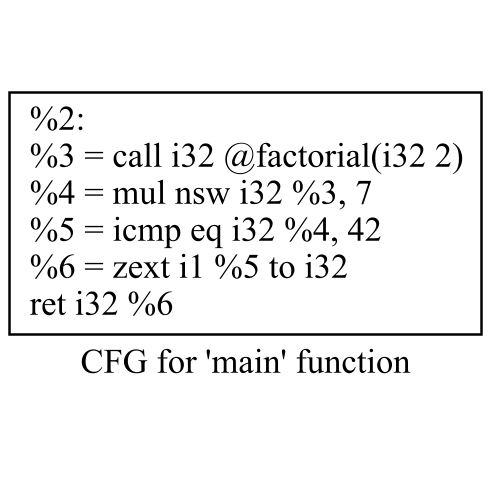 %2:
%3 = call i32 @factorial(i32 2)
%4 = mul nsw i32 %3, 7
%5 = icmp eq i32 %4, 42
%6 = zext i1 %5 to i32
ret i32 %6
CFG for 'main' function